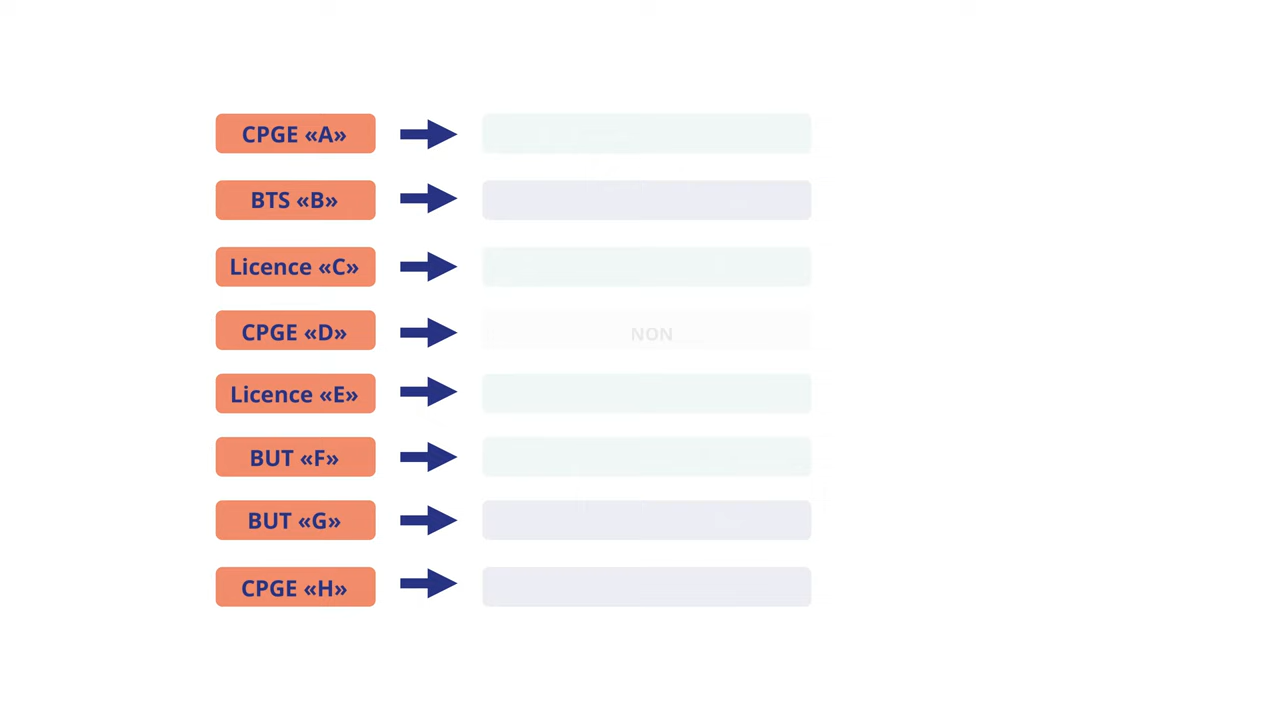 CPGE «A»
BTS «B»
Licence «C»
CPGE «D»
NON
Licence «E»
BUT «F»
BUT «G»
CPGE «H»